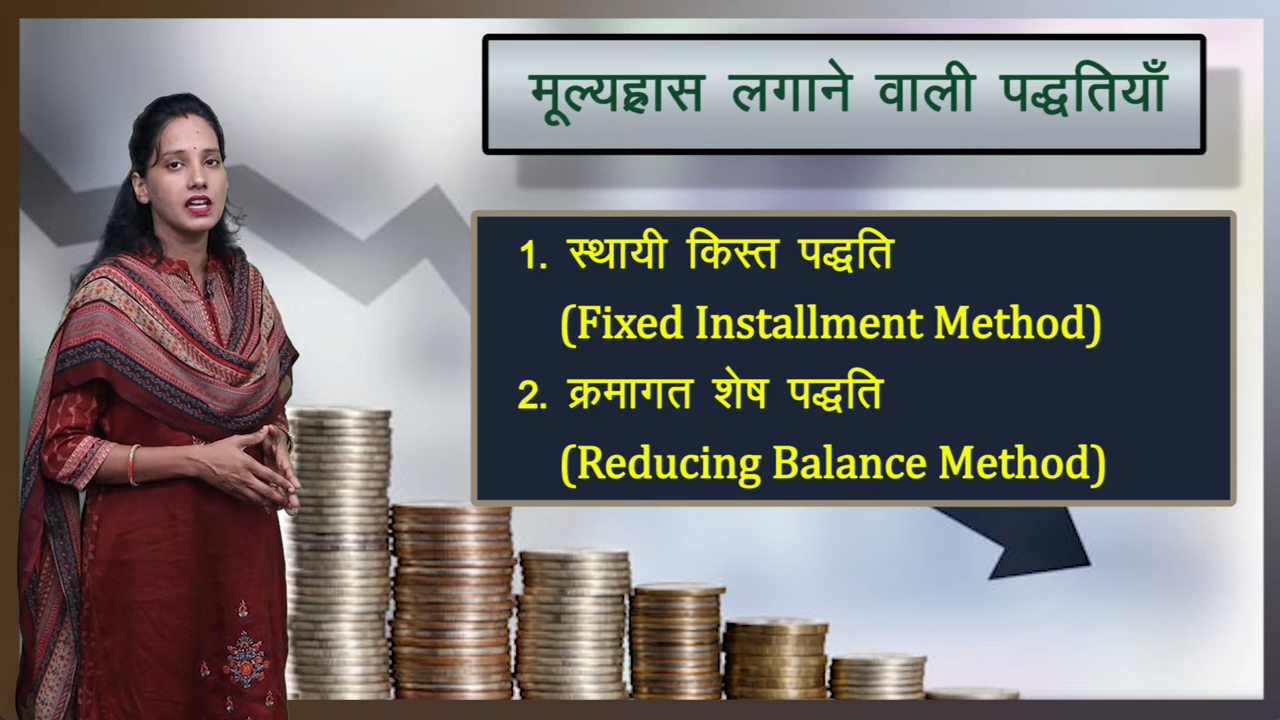 मूल्यह्रास लगाने वाली पद्धतियाँ
1. स्थायी किस्त पद्धति
(Fixed Installment Method)
2. क्रमागत शेष पद्धति
(Reducing Balance Method)